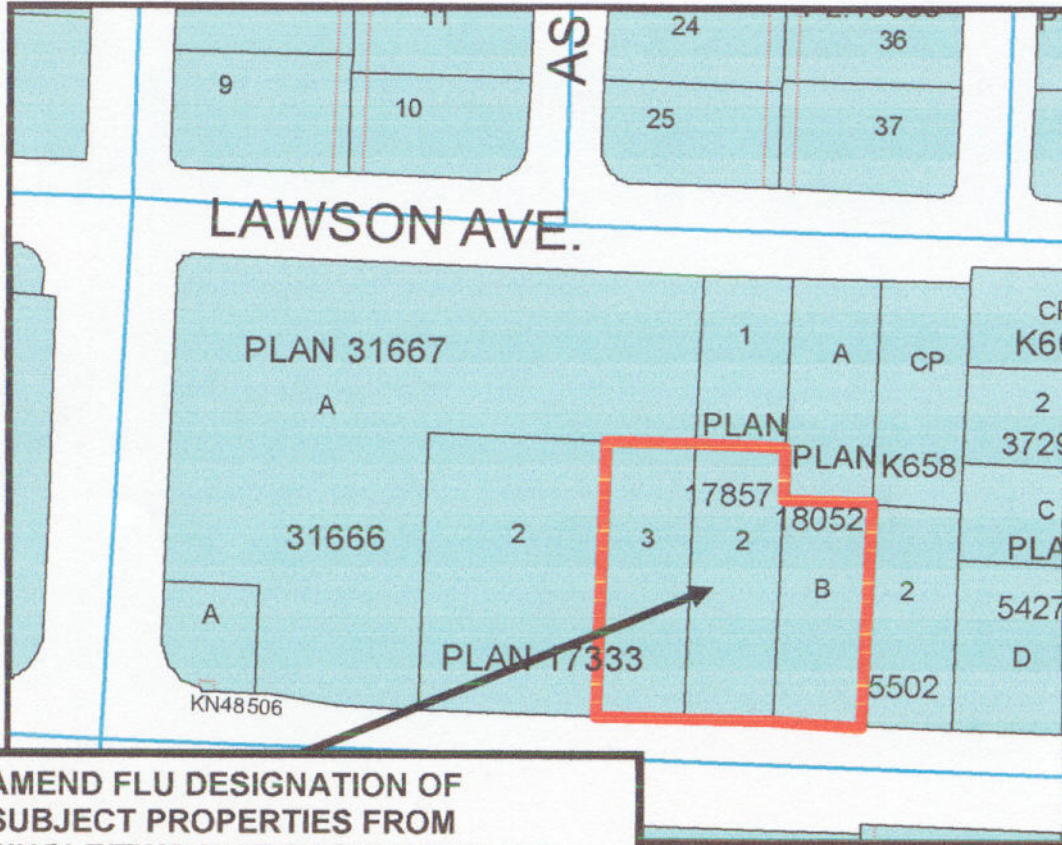 11
24
36
9
10
AS
25
37
LAWSON AVE.
PLAN 31667
A
1
A
CP
K66
2
3729
PLAN
PLAN K658
17857
18052
C
31666
2
3
2
PLA
A
B
2
5427
D
PLAN 17333
5502
KN48506
AMEND FLU DESIGNATION OF
SUBJECT PROPERTIES FROM